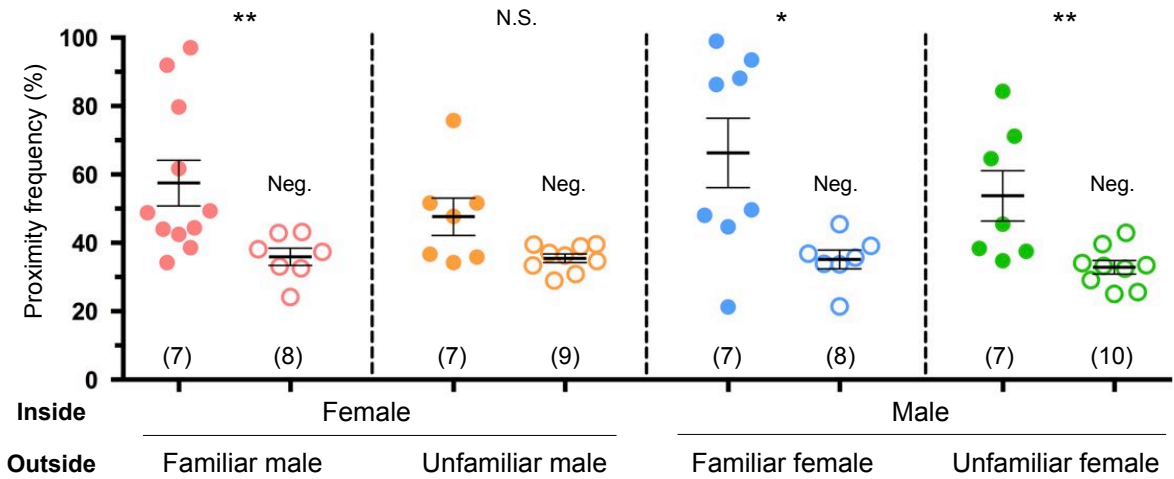 ** N.S. * **
Proximity frequency (%)
100
80
60
40
20
0
Neg. Neg. Neg. Neg.
(7) (8) (7) (9) (7) (8) (7) (10)
Inside Female Male
Outside Familiar male Unfamiliar male Familiar female Unfamiliar female